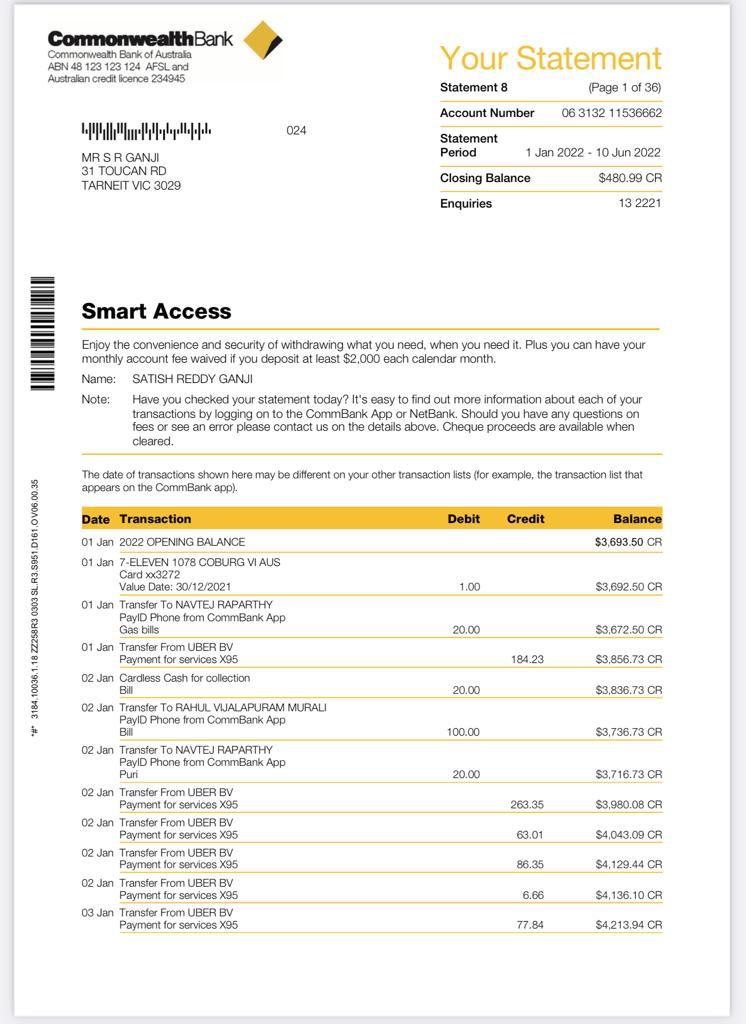 CommonwealthBank
Commonwealth Bank of Australia
ABN 48 123 123 124 AFSL and
Australian credit licence 234945
Your Statement
Statement 8 (Page 1 of 36)
Account Number 06 3132 11536662
Statement
Period 1 Jan 2022 - 10 Jun 2022
Closing Balance $480.99 CR
Enquiries 13 2221
024
MR S R GANJI
31 TOUCAN RD
TARNEIT VIC 3029
Smart Access
Enjoy the convenience and security of withdrawing what you need, when you need it. Plus you can have your
monthly account fee waived if you deposit at least $2,000 each calendar month.
Name: SATISH REDDY GANJI
Note: Have you checked your statement today? It's easy to find out more information about each of your
transactions by logging on to the CommBank App or NetBank. Should you have any questions on
fees or see an error please contact us on the details above. Cheque proceeds are available when
cleared.
The date of transactions shown here may be different on your other transaction lists (for example, the transaction list that
appears on the CommBank app).
*#* 3184.10036.1.18 ZZ258R3 0303 SL.R3.S951.D161.O V06.00.35
Date Transaction Debit Credit Balance
01 Jan 2022 OPENING BALANCE $3,693.50 CR
01 Jan 7-ELEVEN 1078 COBURG VI AUS
Card xx3272
Value Date: 30/12/2021 1.00 $3,692.50 CR
01 Jan Transfer To NAVTEJ RAPARTHY
PayID Phone from CommBank App
Gas bills 20.00 $3,672.50 CR
01 Jan Transfer From UBER BV
Payment for services X95 184.23 $3,856.73 CR
02 Jan Cardless Cash for collection
Bill 20.00 $3,836.73 CR
02 Jan Transfer To RAHUL VIJALAPURAM MURALI
PayID Phone from CommBank App
Bill 100.00 $3,736.73 CR
02 Jan Transfer To NAVTEJ RAPARTHY
PayID Phone from CommBank App
Puri 20.00 $3,716.73 CR
02 Jan Transfer From UBER BV
Payment for services X95 263.35 $3,980.08 CR
02 Jan Transfer From UBER BV
Payment for services X95 63.01 $4,043.09 CR
02 Jan Transfer From UBER BV
Payment for services X95 86.35 $4,129.44 CR
02 Jan Transfer From UBER BV
Payment for services X95 6.66 $4,136.10 CR
03 Jan Transfer From UBER BV
Payment for services X95 77.84 $4,213.94 CR